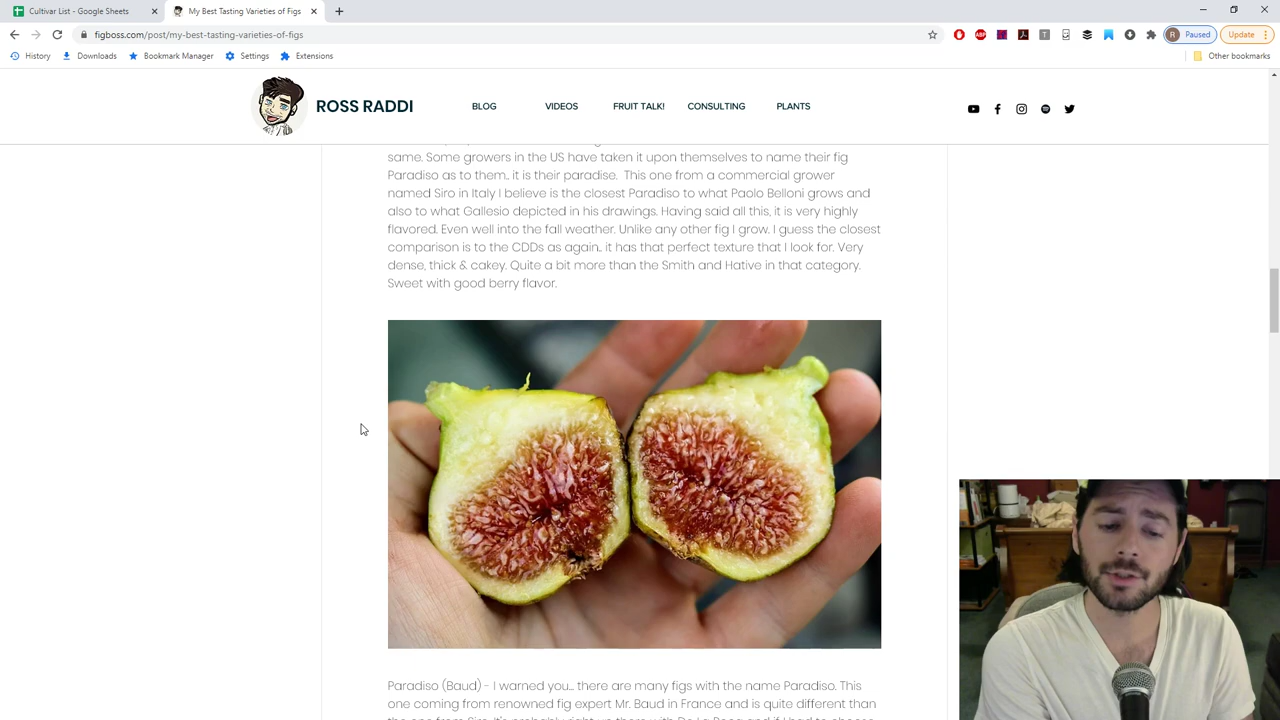 Cultivar List - Google Sheets
My Best Tasting Varieties of Figs
figboss.com/post/my-best-tasting-varieties-of-figs
ABP
R Paused
Update
History
Downloads
Bookmark Manager
Settings
Extensions
Other bookmarks
ROSS RADDI
BLOG
VIDEOS
FRUIT TALK!
CONSULTING
PLANTS
same. Some growers in the US have taken it upon themselves to name their fig
Paradiso as to them.. it is their paradise. This one from a commercial grower
named Siro in Italy I believe is the closest Paradiso to what Paolo Belloni grows and
also to what Gallesio depicted in his drawings. Having said all this, it is very highly
flavored. Even well into the fall weather. Unlike any other fig I grow. I guess the closest
comparison is to the CDDs as again.. it has that perfect texture that I look for. Very
dense, thick & cakey. Quite a bit more than the Smith and Hative in that category.
Sweet with good berry flavor.
Paradiso (Baud) - I warned you... there are many figs with the name Paradiso. This
one coming from renowned fig expert Mr. Baud in France and is quite different than